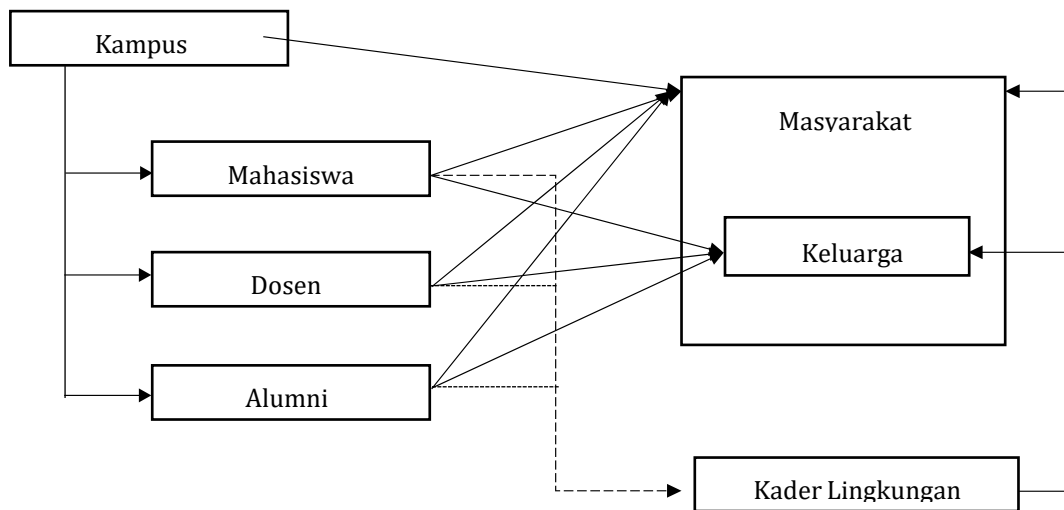 Kampus
Masyarakat
Mahasiswa
Keluarga
Dosen
Alumni
Kader Lingkungan